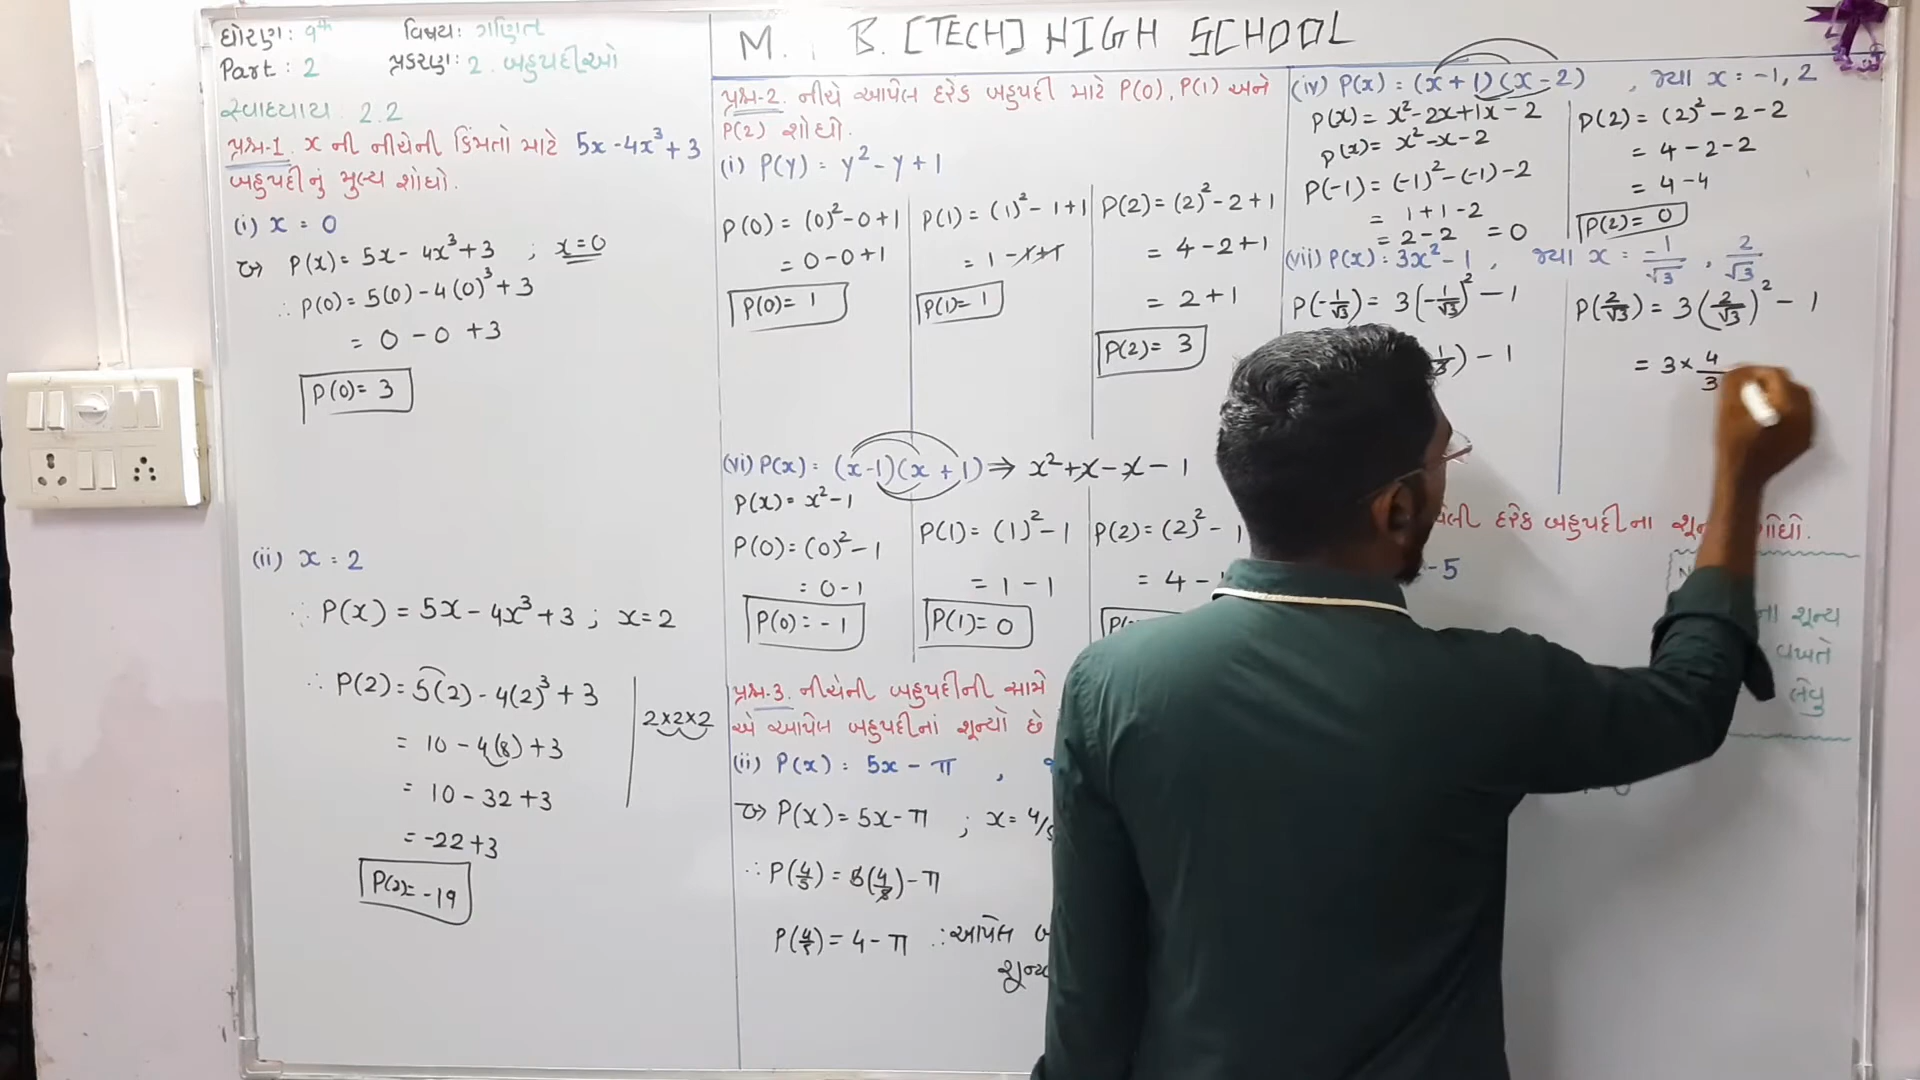 ધોરણ : 9th વિષય : ગણિત
Part : 2 પ્રકરણ : 2. બહુપદીઓ
સ્વાધ્યાય 2.2
પ્રશ્ન-1. x ની નીચેની કિંમતો માટે 5x - 4x³ + 3
બહુપદીનું મુલ્ય શોધો.
(i) x = 0
P(x) = 5x - 4x³ + 3 ; x=0
∴ P(0) = 5(0) - 4(0)³ + 3
= 0 - 0 + 3
P(0) = 3
(ii) x = 2
∴ P(x) = 5x - 4x³ + 3 ; x=2
∴ P(2) = 5(2) - 4(2)³ + 3
2×2×2
= 10 - 4(8) + 3
= 10 - 32 + 3
= -22 + 3
P(2) = -19
M. B. [TECH] HIGH SCHOOL
પ્રશ્ન-2. નીચે આપેલ દરેક બહુપદી માટે P(0), P(1) અને
P(2) શોધો.
(i) P(y) = y² - y + 1
P(0) = (0)² - 0 + 1
= 0 - 0 + 1
P(0) = 1
P(1) = (1)² - 1 + 1
= 1 - 1 + 1
P(1) = 1
P(2) = (2)² - 2 + 1
= 4 - 2 + 1
= 2 + 1
P(2) = 3
(vi) P(x) = (x-1)(x+1) ⇒ x² + x - x - 1
P(x) = x² - 1
P(0) = (0)² - 1
= 0 - 1
P(0) = -1
P(1) = (1)² - 1
= 1 - 1
P(1) = 0
P(2) = (2)² - 1
= 4 -
પ્રશ્ન-3. નીચેની બહુપદીની સામે
એ આપેલ બહુપદીનાં શૂન્યો છે
(ii) P(x) = 5x - π ,
P(x) = 5x - π ; x = 4/5
∴ P(4/5) = 5(4/5) - π
P(4/5) = 4 - π ∴ આપેલ
(iv) P(x) = (x + 1)(x - 2) , જ્યાં x = -1, 2
P(x) = x² - 2x + 1x - 2
P(x) = x² - x - 2
P(-1) = (-1)² - (-1) - 2
= 1 + 1 - 2
= 2 - 2 = 0
P(2) = (2)² - 2 - 2
= 4 - 2 - 2
= 4 - 4
P(2) = 0
(vii) P(x) = 3x² - 1 , જ્યાં x = -1/√3 , 2/√3
P(-1/√3) = 3(-1/√3)² - 1
1/3) - 1
P(2/√3) = 3(2/√3)² - 1
= 3 × 4/3
દરેક બહુપદીના
- 5
શૂન્ય
વખતે
લેવુ